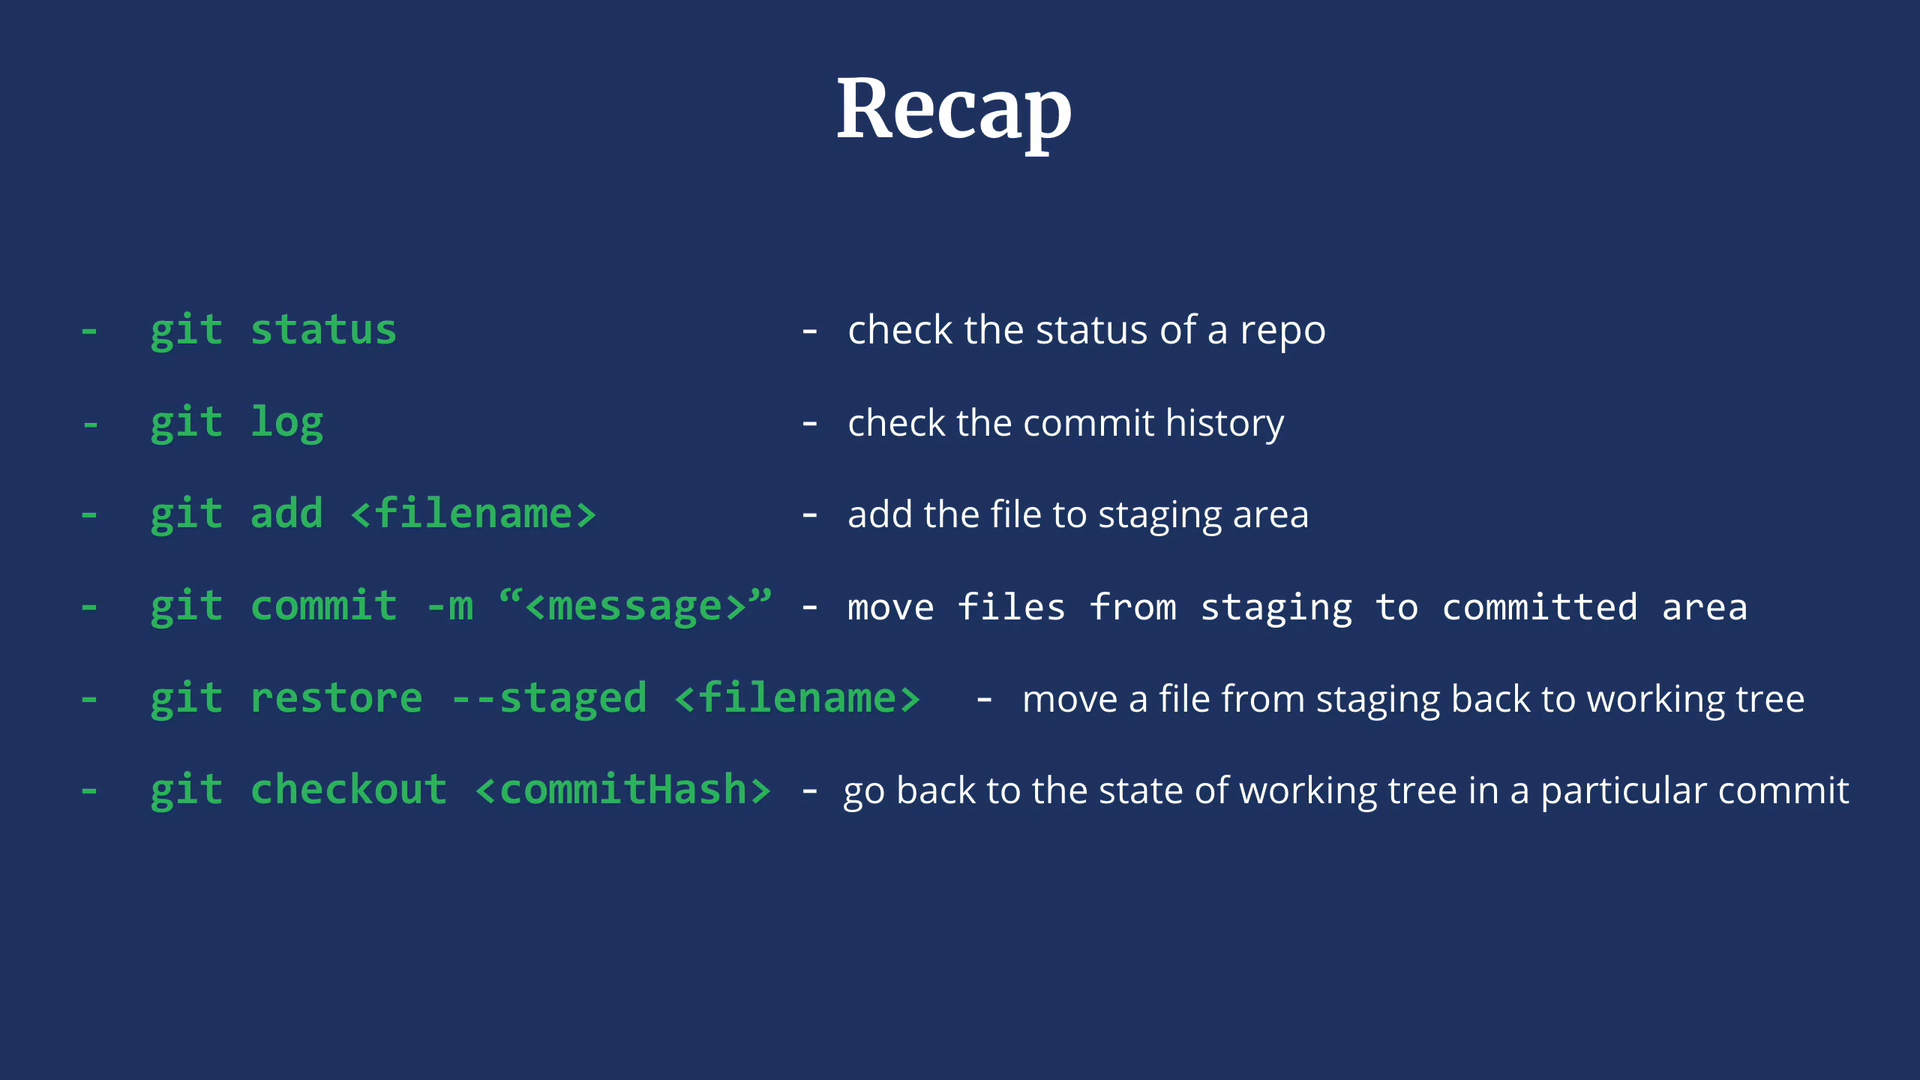 Recap
- git status - check the status of a repo
- git log - check the commit history
- git add <filename> - add the file to staging area
- git commit -m “<message>” - move files from staging to committed area
- git restore --staged <filename> - move a file from staging back to working tree
- git checkout <commitHash> - go back to the state of working tree in a particular commit